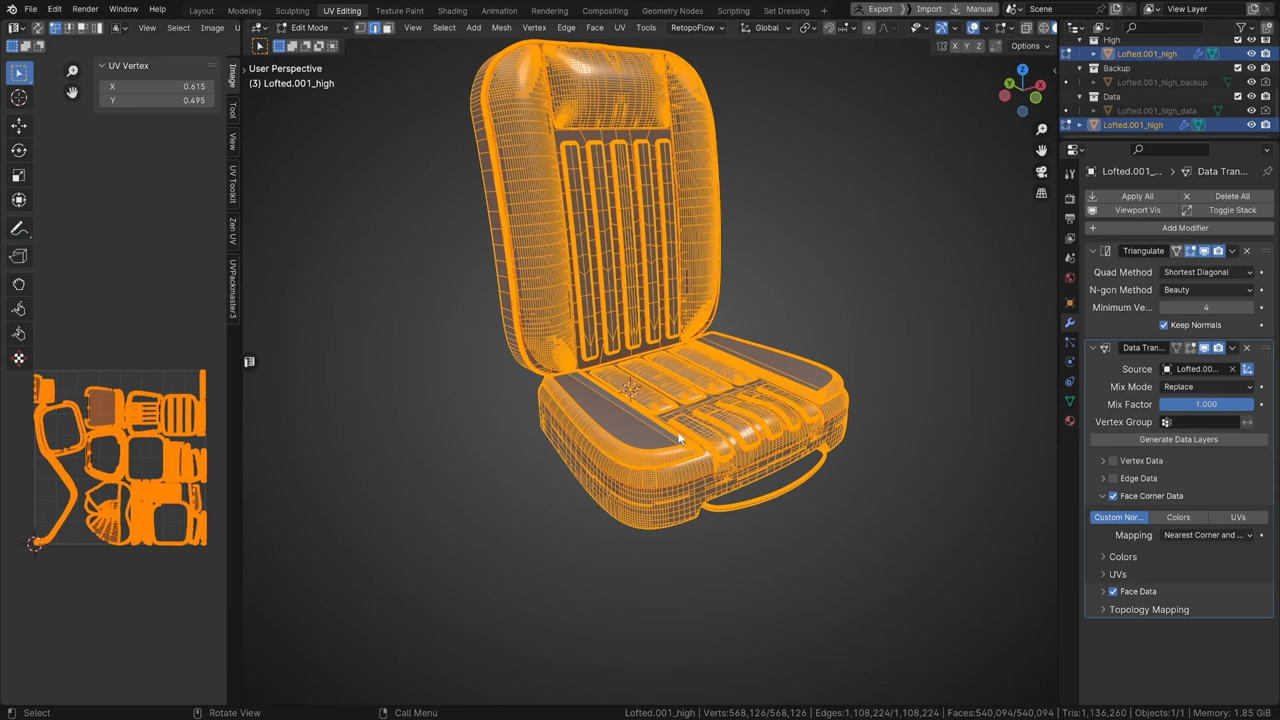 File Edit Render Window Help Layout Modeling Sculpting UV Editing Texture Paint Shading Animation Rendering Compositing Geometry Nodes Scripting Set Dressing Export Import Manual Scene View Layer
View Select Image Edit Mode View Select Add Mesh Vertex Edge Face UV Tools RetopoFlow Global
X Y Z Options
UV Vertex
X 0.615
Y 0.495
Image
Tool
View
UV Toolkit
Zen UV
UVPackmaster3
User Perspective
(3) Lofted.001_high
Z
Y
High
Lofted.001_high
Backup
Lofted.001_high_backup
Data
Lofted.001_high_data
Lofted.001_high
Lofted.001_... Data Tran...
Apply All Delete All
Viewport Vis Toggle Stack
Add Modifier
Triangulate
Quad Method Shortest Diagonal
N-gon Method Beauty
Minimum Ve... 4
Keep Normals
Data Tran...
Source Lofted.00...
Mix Mode Replace
Mix Factor 1.000
Vertex Group
Generate Data Layers
Vertex Data
Edge Data
Face Corner Data
Custom Nor... Colors UVs
Mapping Nearest Corner and ...
Colors
UVs
Face Data
Topology Mapping
Select Rotate View Call Menu Lofted.001_high | Verts:568,126/568,126 | Edges:1,108,224/1,108,224 | Faces:540,094/540,094 | Tris:1,136,260 | Objects:1/1 | Memory: 1.85 GiB